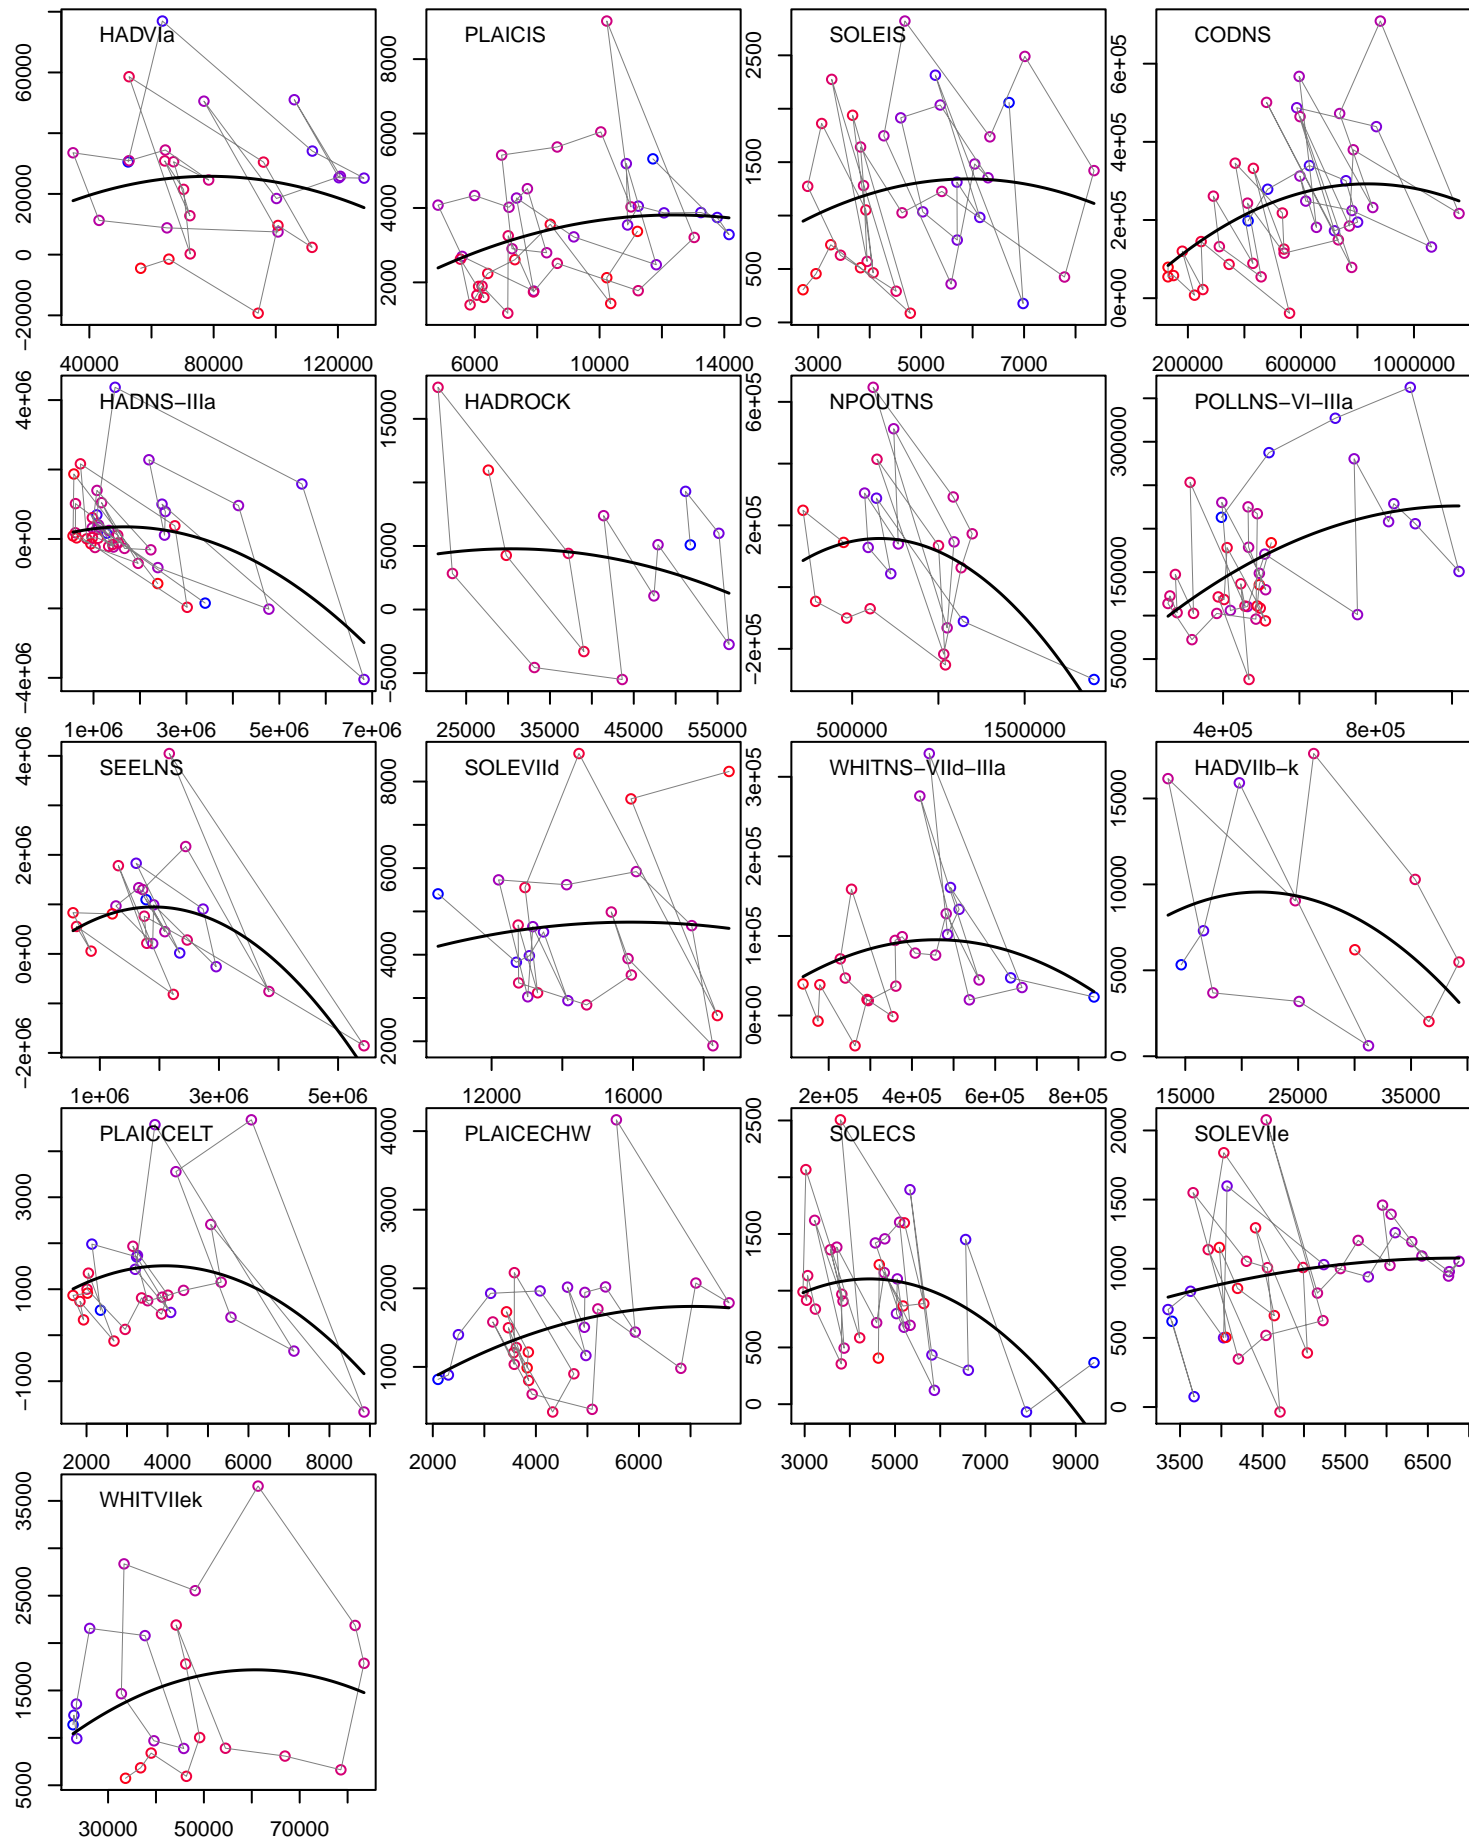 HADVIa
PLAICIS
SOLEIS
CODNS
−20000 0 20000 60000
2000 4000 6000 8000
0 500 1500 2500
0e+00 2e+05 4e+05 6e+05
40000 80000 120000
6000 10000 14000
3000 5000 7000
200000 600000 1000000
HADNS−IIIa
HADROCK
NPOUTNS
POLLNS−VI−IIIa
−4e+06 0e+00 4e+06
−5000 0 5000 15000
−2e+05 2e+05 6e+05
50000 150000 300000
1e+06 3e+06 5e+06 7e+06
25000 35000 45000 55000
500000 1500000
4e+05 8e+05
SEELNS
SOLEVIId
WHITNS−VIId−IIIa
HADVIIb−k
−2e+06 0e+00 2e+06 4e+06
2000 4000 6000 8000
0e+00 1e+05 2e+05 3e+05
0 5000 10000 15000
1e+06 3e+06 5e+06
12000 16000
2e+05 4e+05 6e+05 8e+05
15000 25000 35000
PLAICCELT
PLAICECHW
SOLECS
SOLEVIIe
−1000 1000 3000
1000 2000 3000 4000
0 500 1500 2500
0 500 1000 1500 2000
2000 4000 6000 8000
2000 4000 6000
3000 5000 7000 9000
3500 4500 5500 6500
WHITVIIek
5000 15000 25000 35000
30000 50000 70000